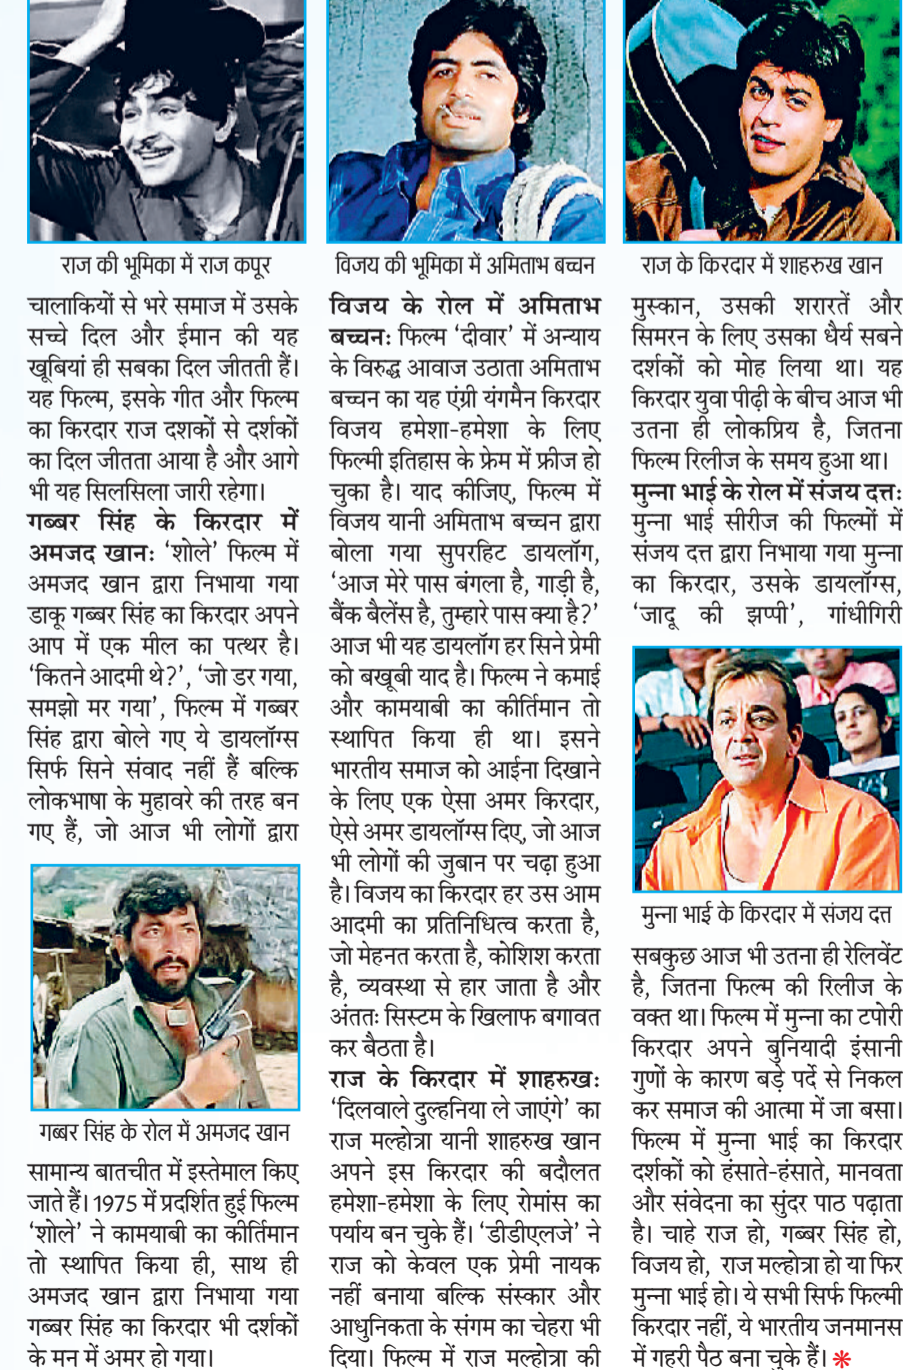 राज की भूमिका में राज कपूर
चालाकियों से भरे समाज में उसके
सच्चे दिल और ईमान की यह
खूबियां ही सबका दिल जीतती हैं।
यह फिल्म, इसके गीत और फिल्म
का किरदार राज दशकों से दर्शकों
का दिल जीतता आया है और आगे
भी यह सिलसिला जारी रहेगा।
गब्बर सिंह के किरदार में
अमजद खान: ‘शोले’ फिल्म में
अमजद खान द्वारा निभाया गया
डाकू गब्बर सिंह का किरदार अपने
आप में एक मील का पत्थर है।
‘कितने आदमी थे?’, ‘जो डर गया,
समझो मर गया’, फिल्म में गब्बर
सिंह द्वारा बोले गए ये डायलॉग्स
सिर्फ सिने संवाद नहीं हैं बल्कि
लोकभाषा के मुहावरे की तरह बन
गए हैं, जो आज भी लोगों द्वारा
गब्बर सिंह के रोल में अमजद खान
सामान्य बातचीत में इस्तेमाल किए
जाते हैं। 1975 में प्रदर्शित हुई फिल्म
‘शोले’ ने कामयाबी का कीर्तिमान
तो स्थापित किया ही, साथ ही
अमजद खान द्वारा निभाया गया
गब्बर सिंह का किरदार भी दर्शकों
के मन में अमर हो गया।
विजय की भूमिका में अमिताभ बच्चन
विजय के रोल में अमिताभ
बच्चन: फिल्म ‘दीवार’ में अन्याय
के विरुद्ध आवाज उठाता अमिताभ
बच्चन का यह एंग्री यंगमैन किरदार
विजय हमेशा-हमेशा के लिए
फिल्मी इतिहास के फ्रेम में फ्रीज हो
चुका है। याद कीजिए, फिल्म में
विजय यानी अमिताभ बच्चन द्वारा
बोला गया सुपरहिट डायलॉग,
‘आज मेरे पास बंगला है, गाड़ी है,
बैंक बैलेंस है, तुम्हारे पास क्या है?’
आज भी यह डायलॉग हर सिने प्रेमी
को बखूबी याद है। फिल्म ने कमाई
और कामयाबी का कीर्तिमान तो
स्थापित किया ही था। इसने
भारतीय समाज को आईना दिखाने
के लिए एक ऐसा अमर किरदार,
ऐसे अमर डायलॉग्स दिए, जो आज
भी लोगों की जुबान पर चढ़ा हुआ
है। विजय का किरदार हर उस आम
आदमी का प्रतिनिधित्व करता है,
जो मेहनत करता है, कोशिश करता
है, व्यवस्था से हार जाता है और
अंततः सिस्टम के खिलाफ बगावत
कर बैठता है।
राज के किरदार में शाहरुख:
‘दिलवाले दुल्हनिया ले जाएंगे’ का
राज मल्होत्रा यानी शाहरुख खान
अपने इस किरदार की बदौलत
हमेशा-हमेशा के लिए रोमांस का
पर्याय बन चुके हैं। ‘डीडीएलजे’ ने
राज को केवल एक प्रेमी नायक
नहीं बनाया बल्कि संस्कार और
आधुनिकता के संगम का चेहरा भी
दिया। फिल्म में राज मल्होत्रा की
राज के किरदार में शाहरुख खान
मुस्कान, उसकी शरारतें और
सिमरन के लिए उसका धैर्य सबने
दर्शकों को मोह लिया था। यह
किरदार युवा पीढ़ी के बीच आज भी
उतना ही लोकप्रिय है, जितना
फिल्म रिलीज के समय हुआ था।
मुन्ना भाई के रोल में संजय दत्त:
मुन्ना भाई सीरीज की फिल्मों में
संजय दत्त द्वारा निभाया गया मुन्ना
का किरदार, उसके डायलॉग्स,
‘जादू की झप्पी’, गांधीगिरी
मुन्ना भाई के किरदार में संजय दत्त
सबकुछ आज भी उतना ही रेलिवेंट
है, जितना फिल्म की रिलीज के
वक्त था। फिल्म में मुन्ना का टपोरी
किरदार अपने बुनियादी इंसानी
गुणों के कारण बड़े पर्दे से निकल
कर समाज की आत्मा में जा बसा।
फिल्म में मुन्ना भाई का किरदार
दर्शकों को हंसाते-हंसाते, मानवता
और संवेदना का सुंदर पाठ पढ़ाता
है। चाहे राज हो, गब्बर सिंह हो,
विजय हो, राज मल्होत्रा हो या फिर
मुन्ना भाई हो। ये सभी सिर्फ फिल्मी
किरदार नहीं, ये भारतीय जनमानस
में गहरी पैठ बना चुके हैं। *